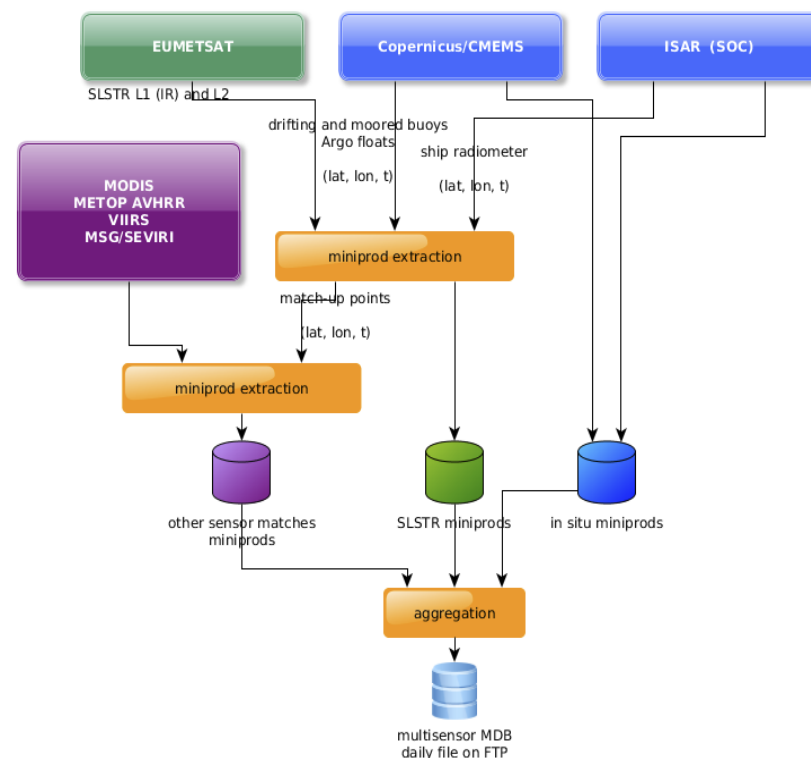 EUMETSAT
Copernicus/CMEMS
ISAR (SOC)
SLSTR L1 (IR) and L2
drifting and moored buoys
Argo floats
(lat, lon, t)
ship radiometer
(lat, lon, t)
MODIS
METOP AVHRR
VIIRS
MSG/SEVIRI
miniprod extraction
match-up points
(lat, lon, t)
miniprod extraction
other sensor matches
miniprods
SLSTR miniprods
in situ miniprods
aggregation
multisensor MDB
daily file on FTP